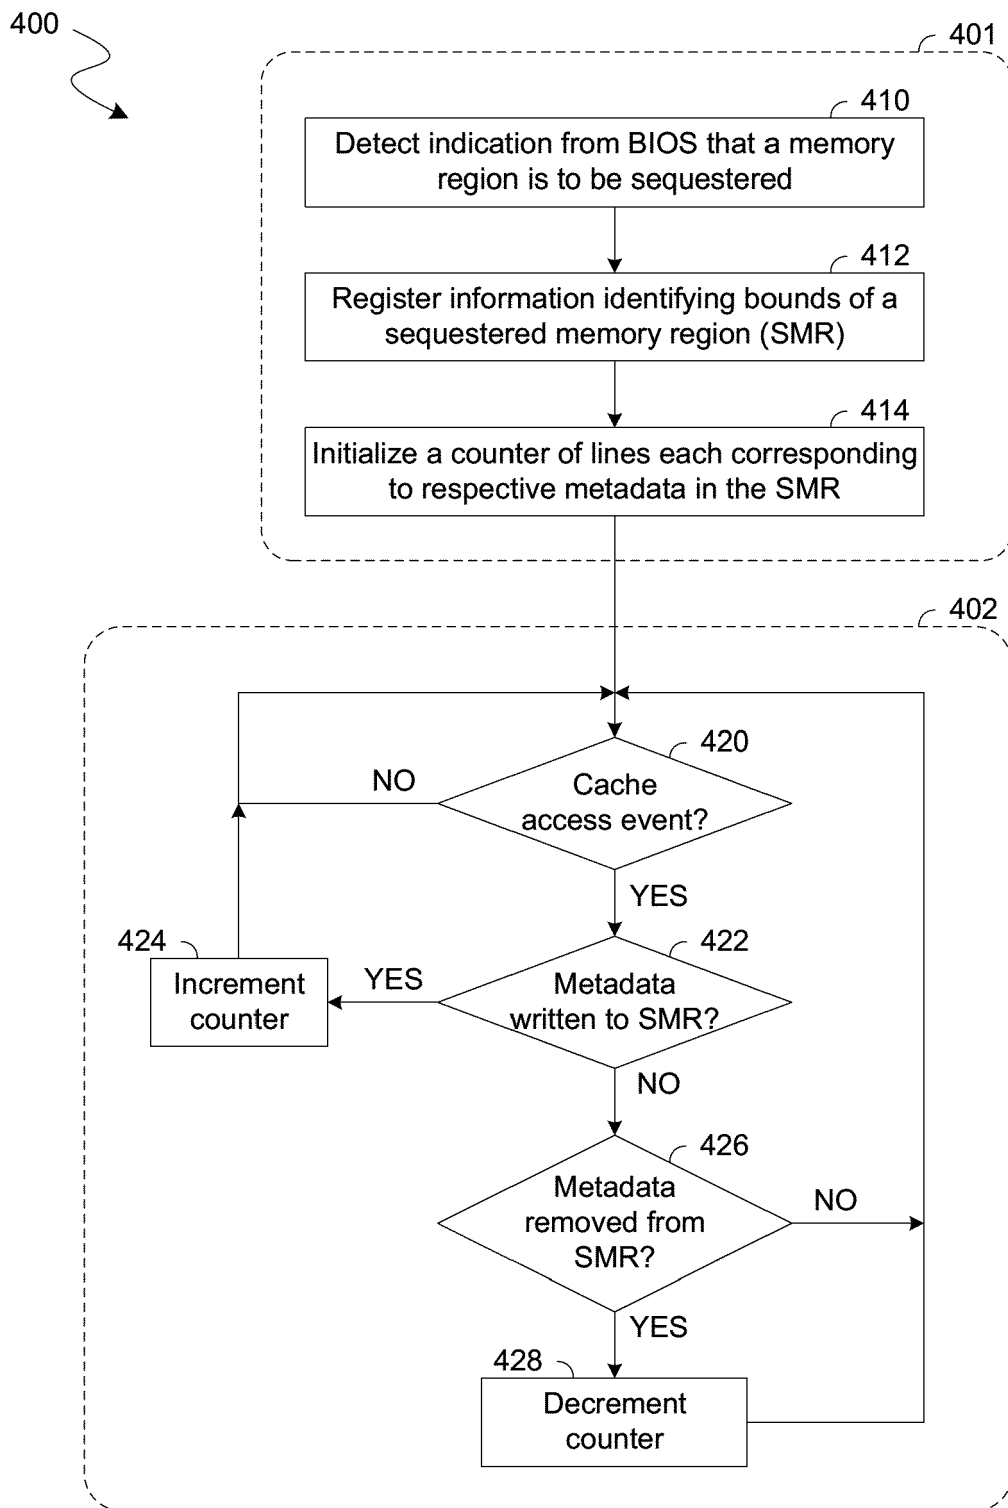 400
401
410
Detect indication from BIOS that a memory
region is to be sequestered
412
Register information identifying bounds of a
sequestered memory region (SMR)
414
Initialize a counter of lines each corresponding
to respective metadata in the SMR
402
420
NO
Cache
access event?
YES
424
422
Increment
counter
YES
Metadata
written to SMR?
NO
426
Metadata
removed from
SMR?
NO
YES
428
Decrement
counter